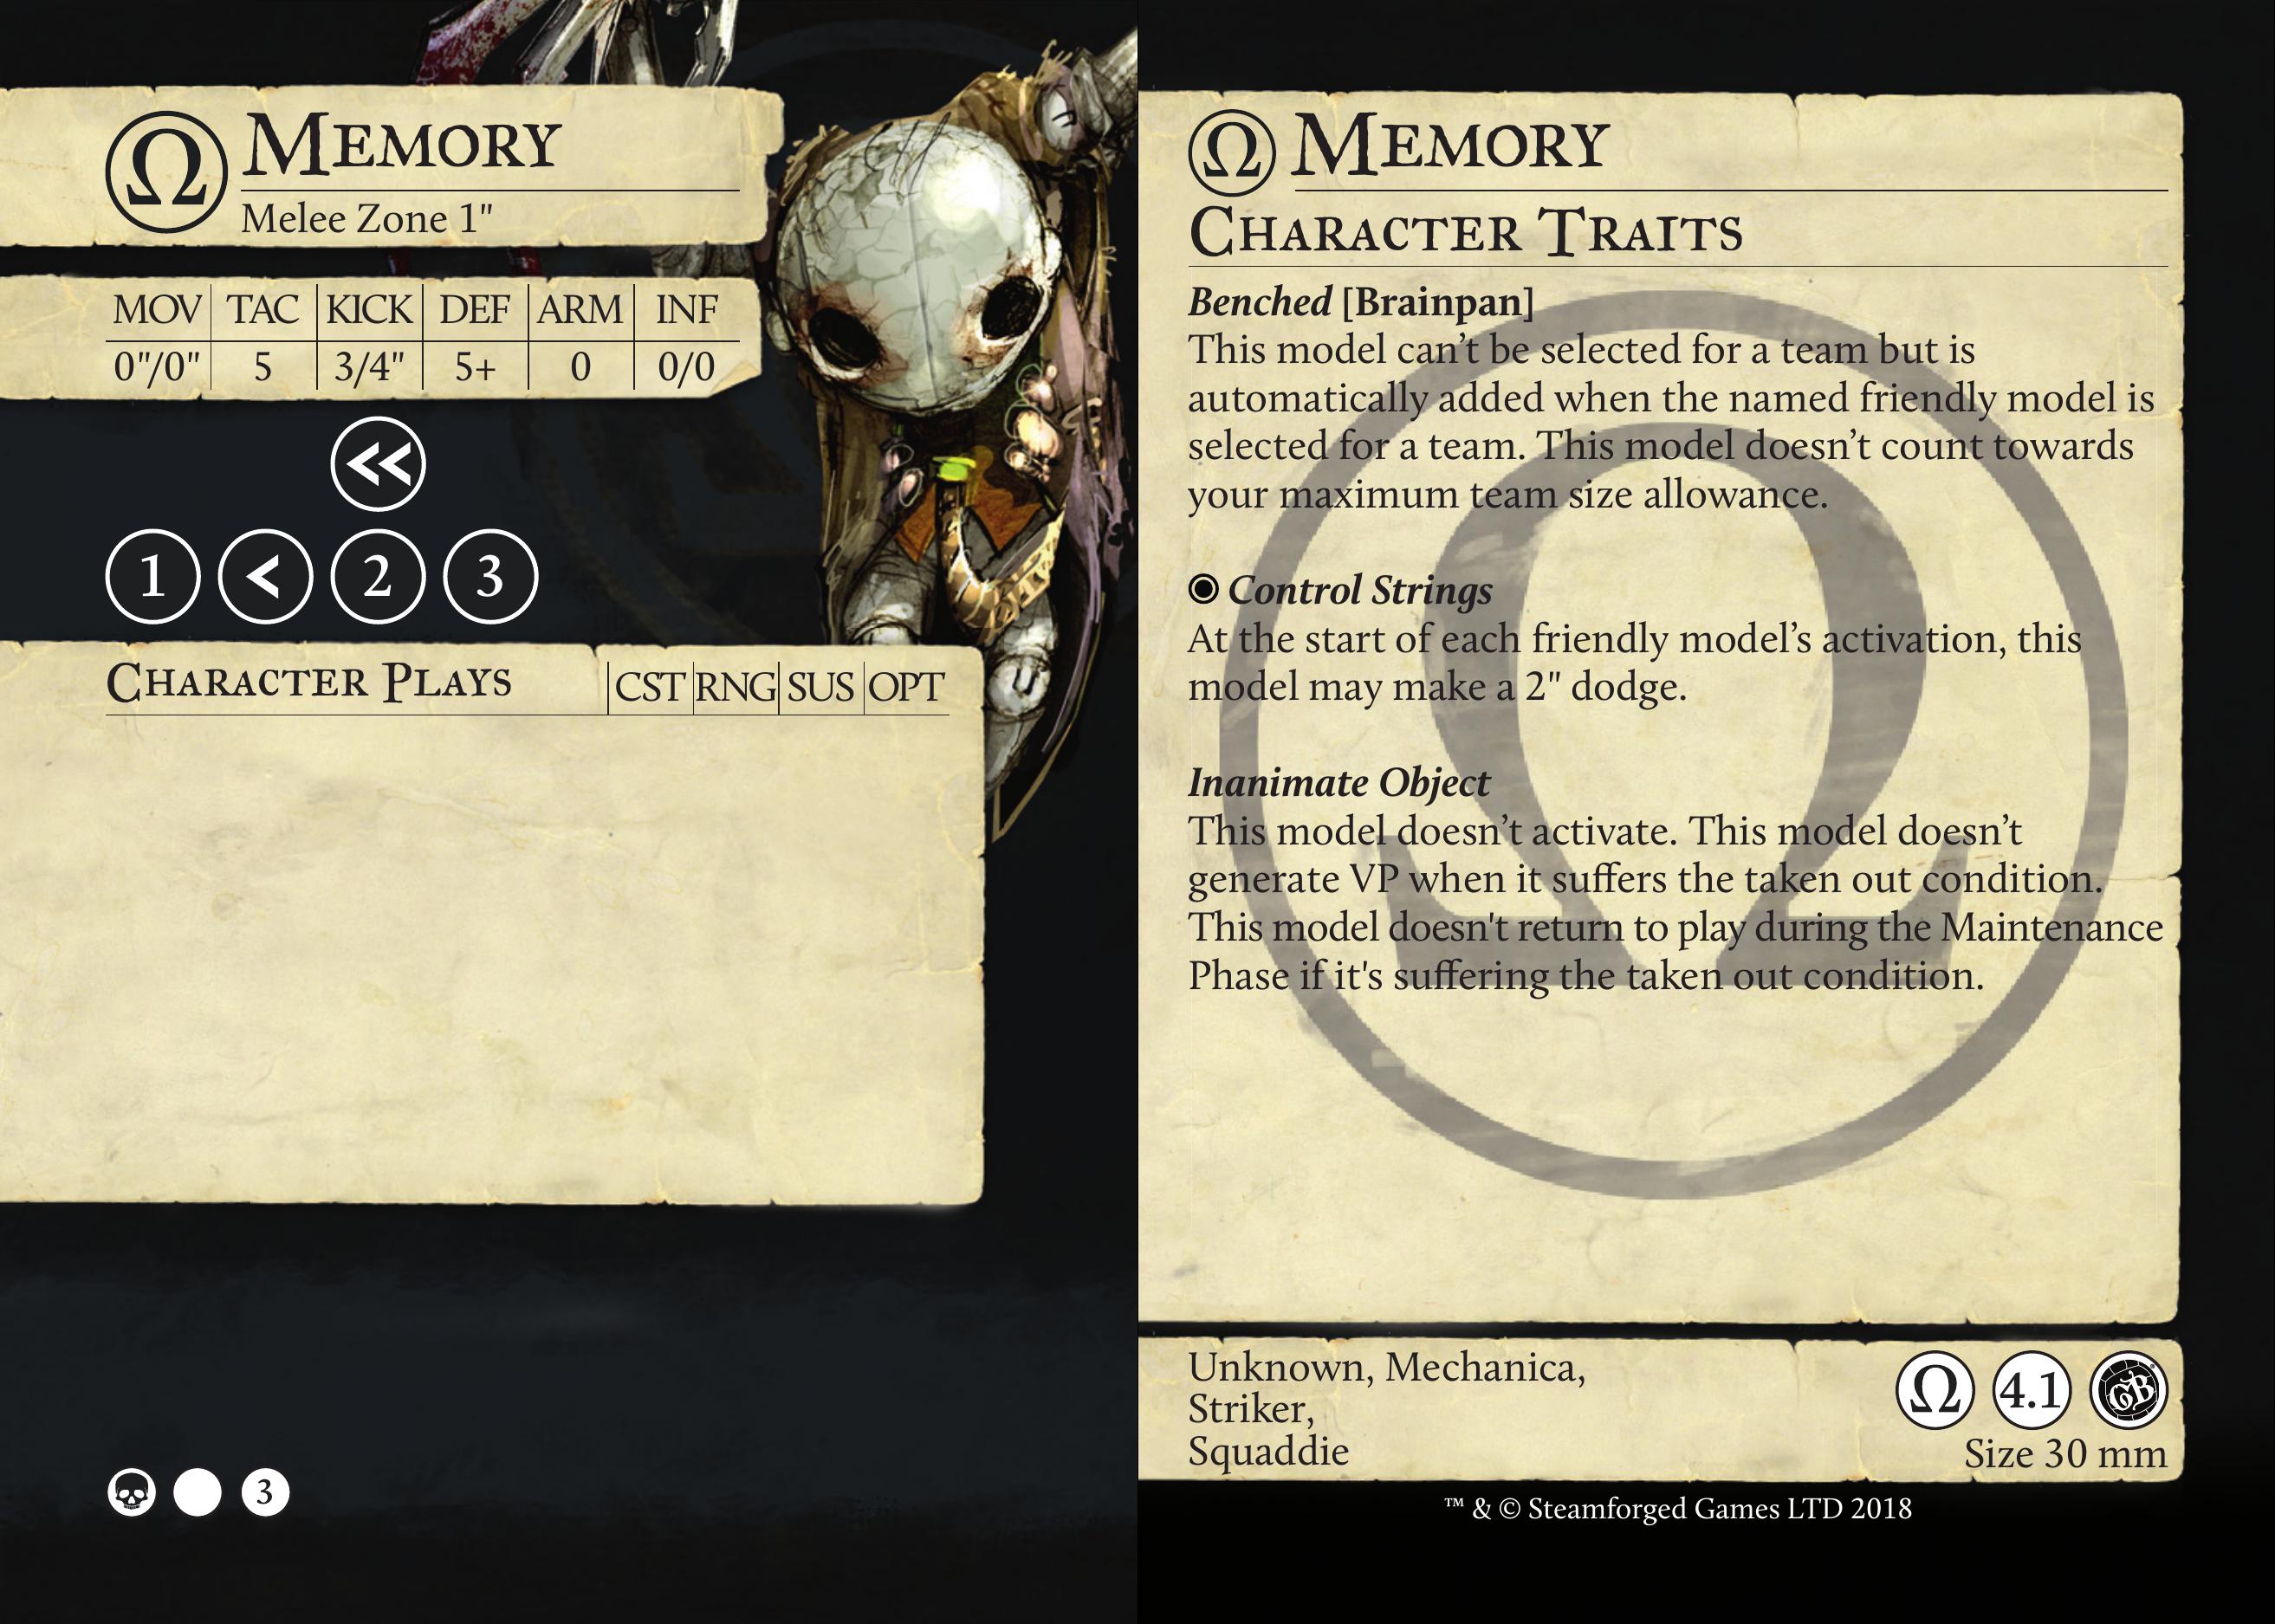 Ω MEMORY
Melee Zone 1"
MOV TAC KICK DEF ARM INF
0"/0" 5 3/4" 5+ 0 0/0
<<
1 < 2 3
CHARACTER PLAYS CST RNG SUS OPT
3
Ω MEMORY
CHARACTER TRAITS
Benched [Brainpan]
This model can't be selected for a team but is
automatically added when the named friendly model is
selected for a team. This model doesn't count towards
your maximum team size allowance.
Control Strings
At the start of each friendly model's activation, this
model may make a 2" dodge.
Inanimate Object
This model doesn't activate. This model doesn't
generate VP when it suffers the taken out condition.
This model doesn't return to play during the Maintenance
Phase if it's suffering the taken out condition.
Unknown, Mechanica,
Striker,
Squaddie
Ω 4.1 GB
Size 30 mm
™ & © Steamforged Games LTD 2018